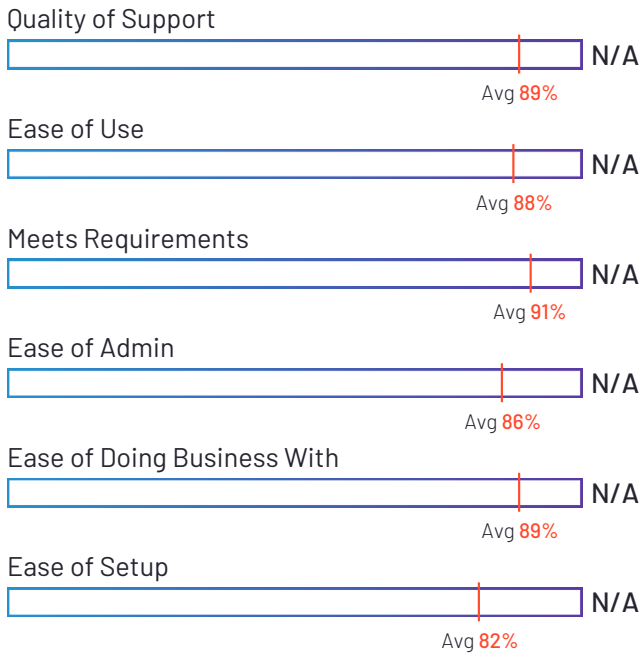 Quality of Support
N/A
Avg 89%
Ease of Use
N/A
Avg 88%
Meets Requirements
N/A
Avg 91%
Ease of Admin
N/A
Avg 86%
Ease of Doing Business With
N/A
Avg 89%
Ease of Setup
N/A
Avg 82%